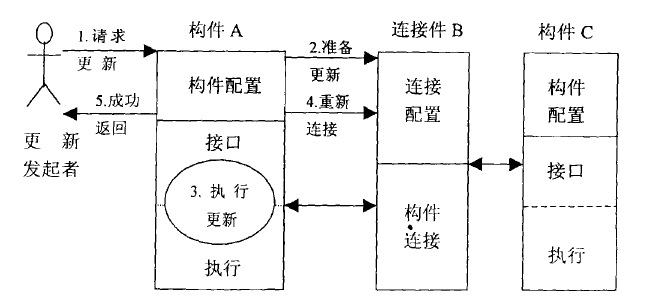 构件 A
连接件 B
构件 C
1.请求
更 新
2.准备
更新
5.成功
返回
构件配置
4.重新
连接
连接
配置
构件
配置
更 新
发起者
接口
3. 执 行
更新
执行
构件
连接
接口
执行